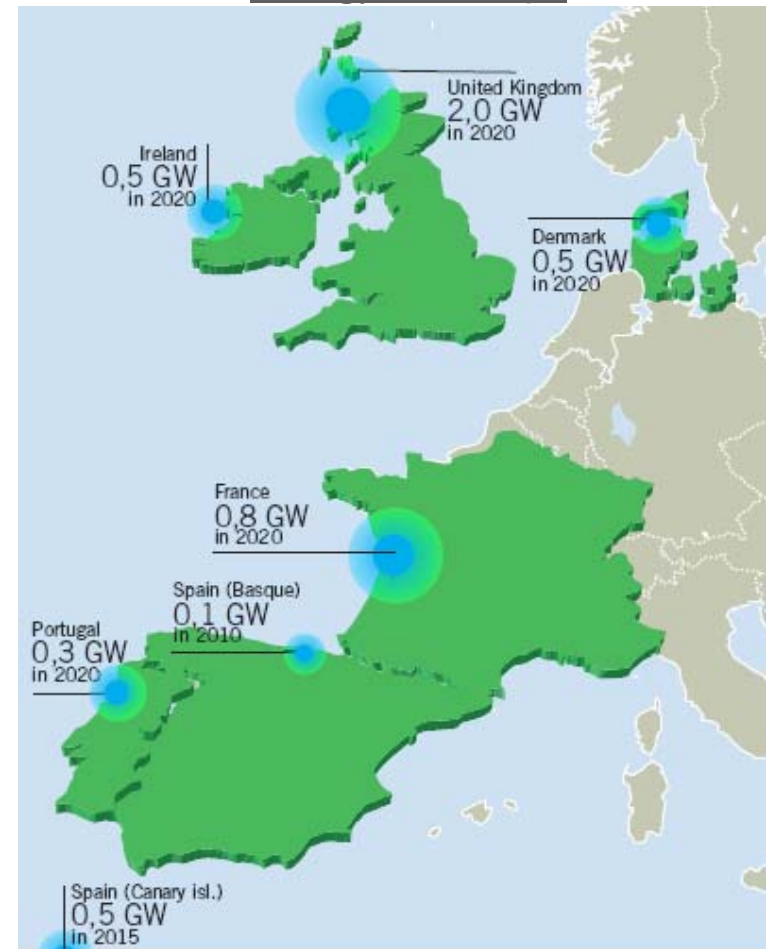 United Kingdom
2,0 GW
in 2020
Ireland
0,5 GW
in 2020
Denmark
0,5 GW
in 2020
France
0,8 GW
in 2020
Spain (Basque)
0,1 GW
in 2010
Portugal
0,3 GW
in 2020
Spain (Canary isl.)
0,5 GW
in 2015